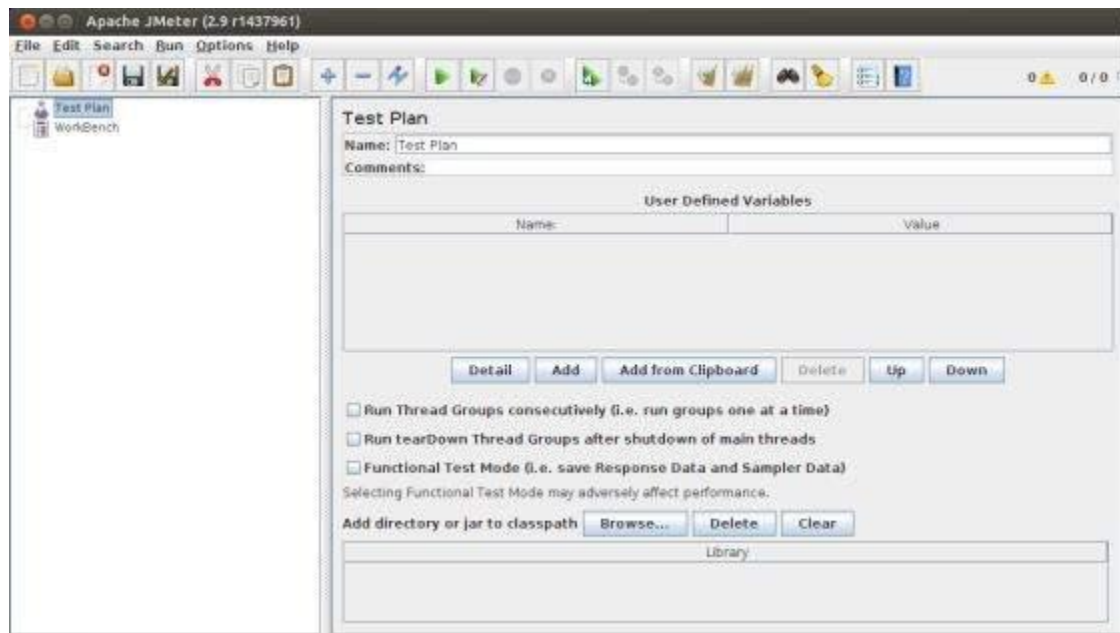 Apache JMeter (2.9 r1437961)
File Edit Search Run Options Help
0 0 / 0
Test Plan
WorkBench
Test Plan
Name: Test Plan
Comments:
User Defined Variables
Name: Value
Detail Add Add from Clipboard Delete Up Down
Run Thread Groups consecutively (i.e. run groups one at a time)
Run tearDown Thread Groups after shutdown of main threads
Functional Test Mode (i.e. save Response Data and Sampler Data)
Selecting Functional Test Mode may adversely affect performance.
Add directory or jar to classpath Browse... Delete Clear
Library